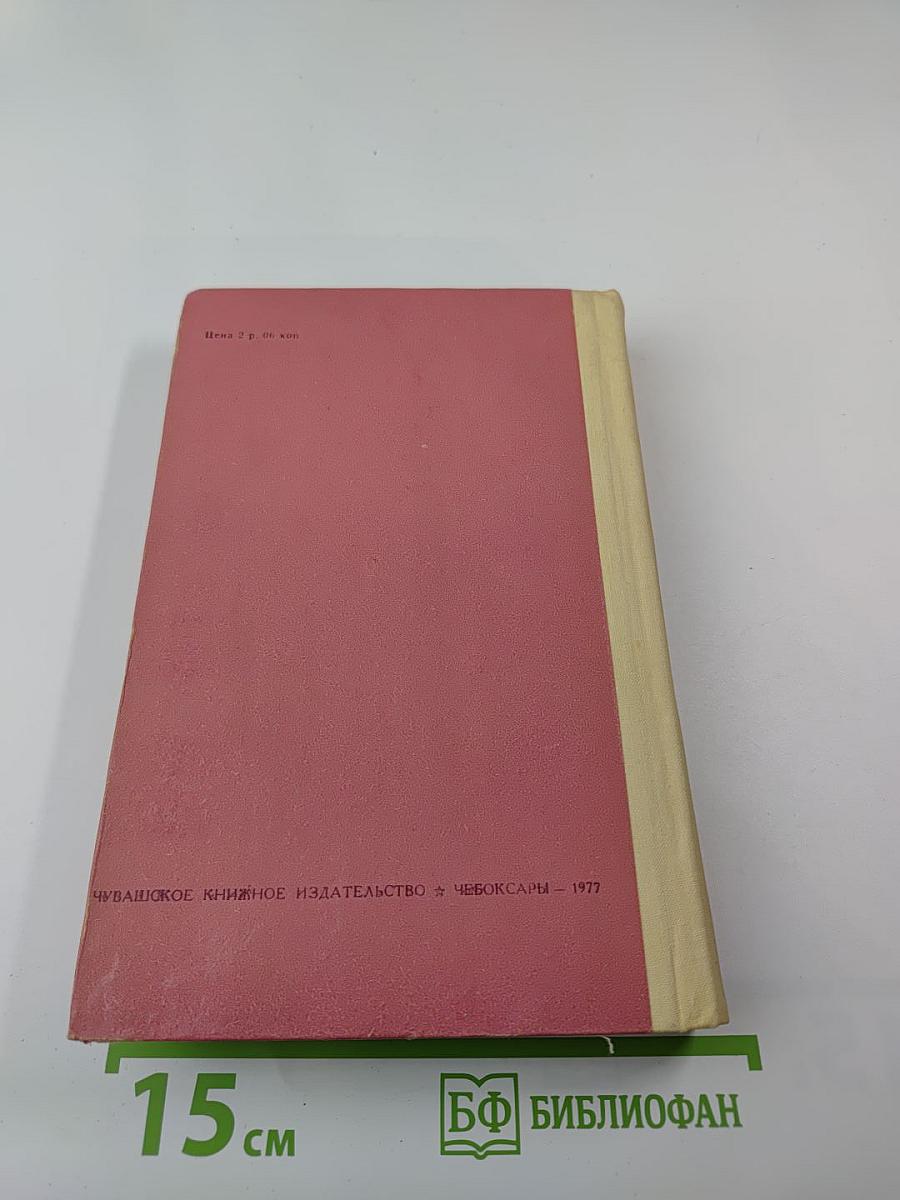 Цена 2 р. 06 коп
ЧУВАШСКОЕ КНИЖНОЕ ИЗДАТЕЛЬСТВО ☆ ЧЕБОКСАРЫ — 1977
15 см
БФ БИБЛИОФАН